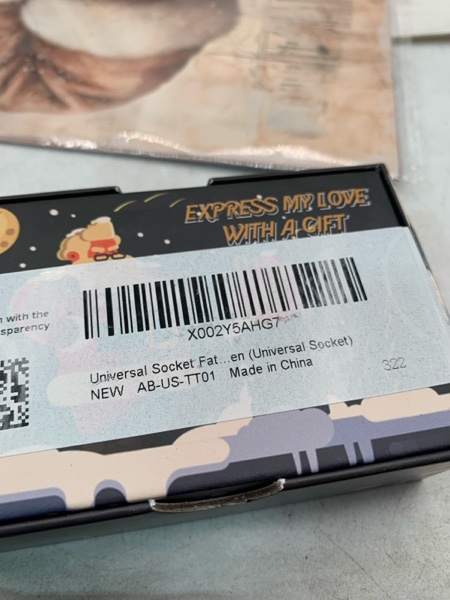 EXPRESS MY LOVE
WITH A GIFT
n with the
sparency
X002Y5AHG7
Universal Socket Fat...en (Universal Socket)
NEW AB-US-TT01 Made in China
322